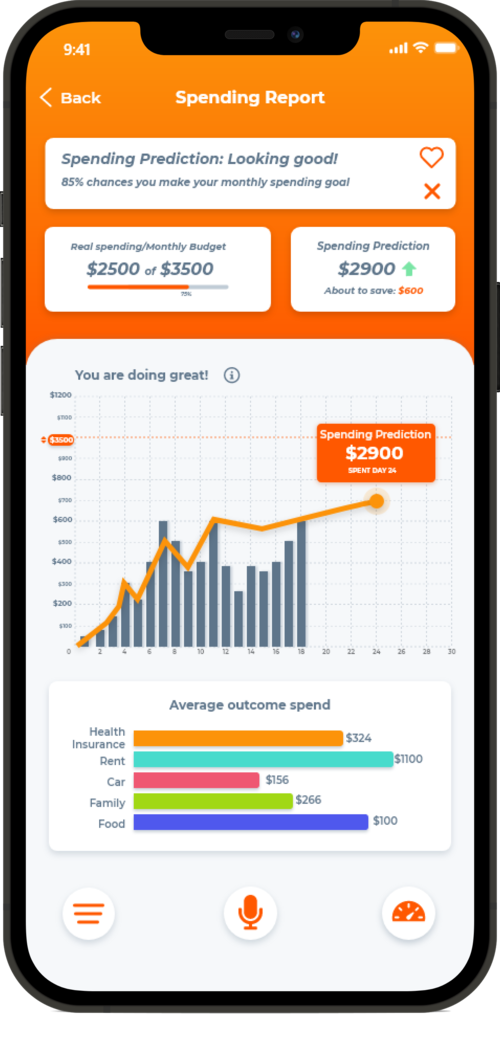 9:41
Back
Spending Report
Spending Prediction: Looking good!
85% chances you make your monthly spending goal
Real spending/Monthly Budget
$2500 of $3500
75%
Spending Prediction
$2900
About to save: $600
You are doing great!
$1200
$1100
$3500
$900
$800
$700
$600
$500
$400
$300
$200
$100
Spending Prediction
$2900
SPENT DAY 24
0 2 4 6 8 10 12 14 16 18 20 22 24 26 28 30
Average outcome spend
Health
Insurance
$324
Rent
$1100
Car
$156
Family
$266
Food
$100